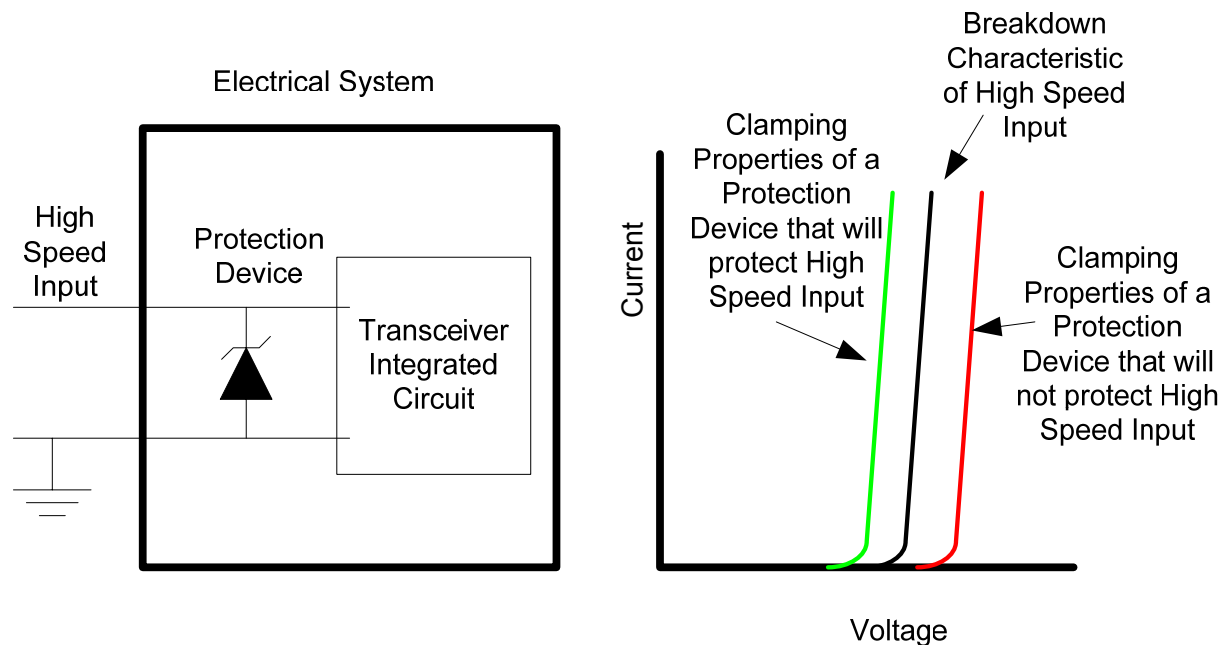 Electrical System
High
Speed
Input
Protection
Device
Transceiver
Integrated
Circuit
Current
Clamping
Properties of a
Protection
Device that will
protect High
Speed Input
Breakdown
Characteristic
of High Speed
Input
Clamping
Properties of a
Protection
Device that will
not protect High
Speed Input
Voltage